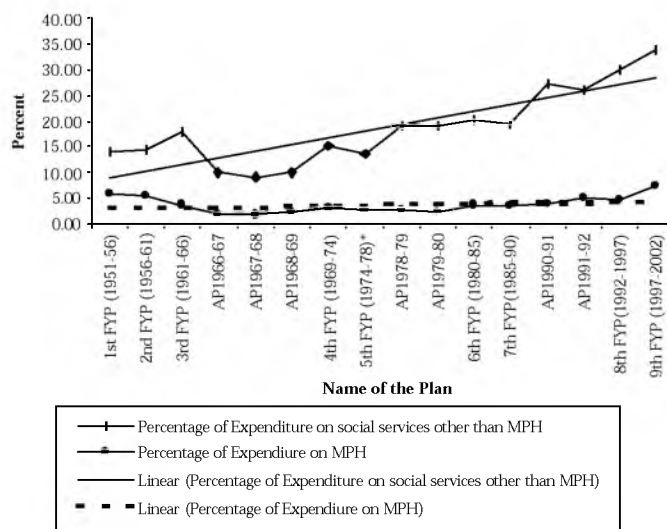 40.00
35.00
30.00
25.00
20.00
15.00
10.00
5.00
0.00
Percent
1st FYP (1951-56)
2nd FYP (1956-61)
3rd FYP (1961-66)
AP1966-67
AP1967-68
AP1968-69
4th FYP (1969-74)
5th FYP (1974-78)*
AP1978-79
AP1979-80
6th FYP (1980-85)
7th FYP(1985-90)
AP1990-91
AP1991-92
8th FYP(1992-1997)
9th FYP (1997-2002)
Name of the Plan
Percentage of Expenditure on social services other than MPH
Percentage of Expendiure on MPH
Linear (Percentage of Expenditure on social services other than MPH)
Linear (Percentage of Expendiure on MPH)